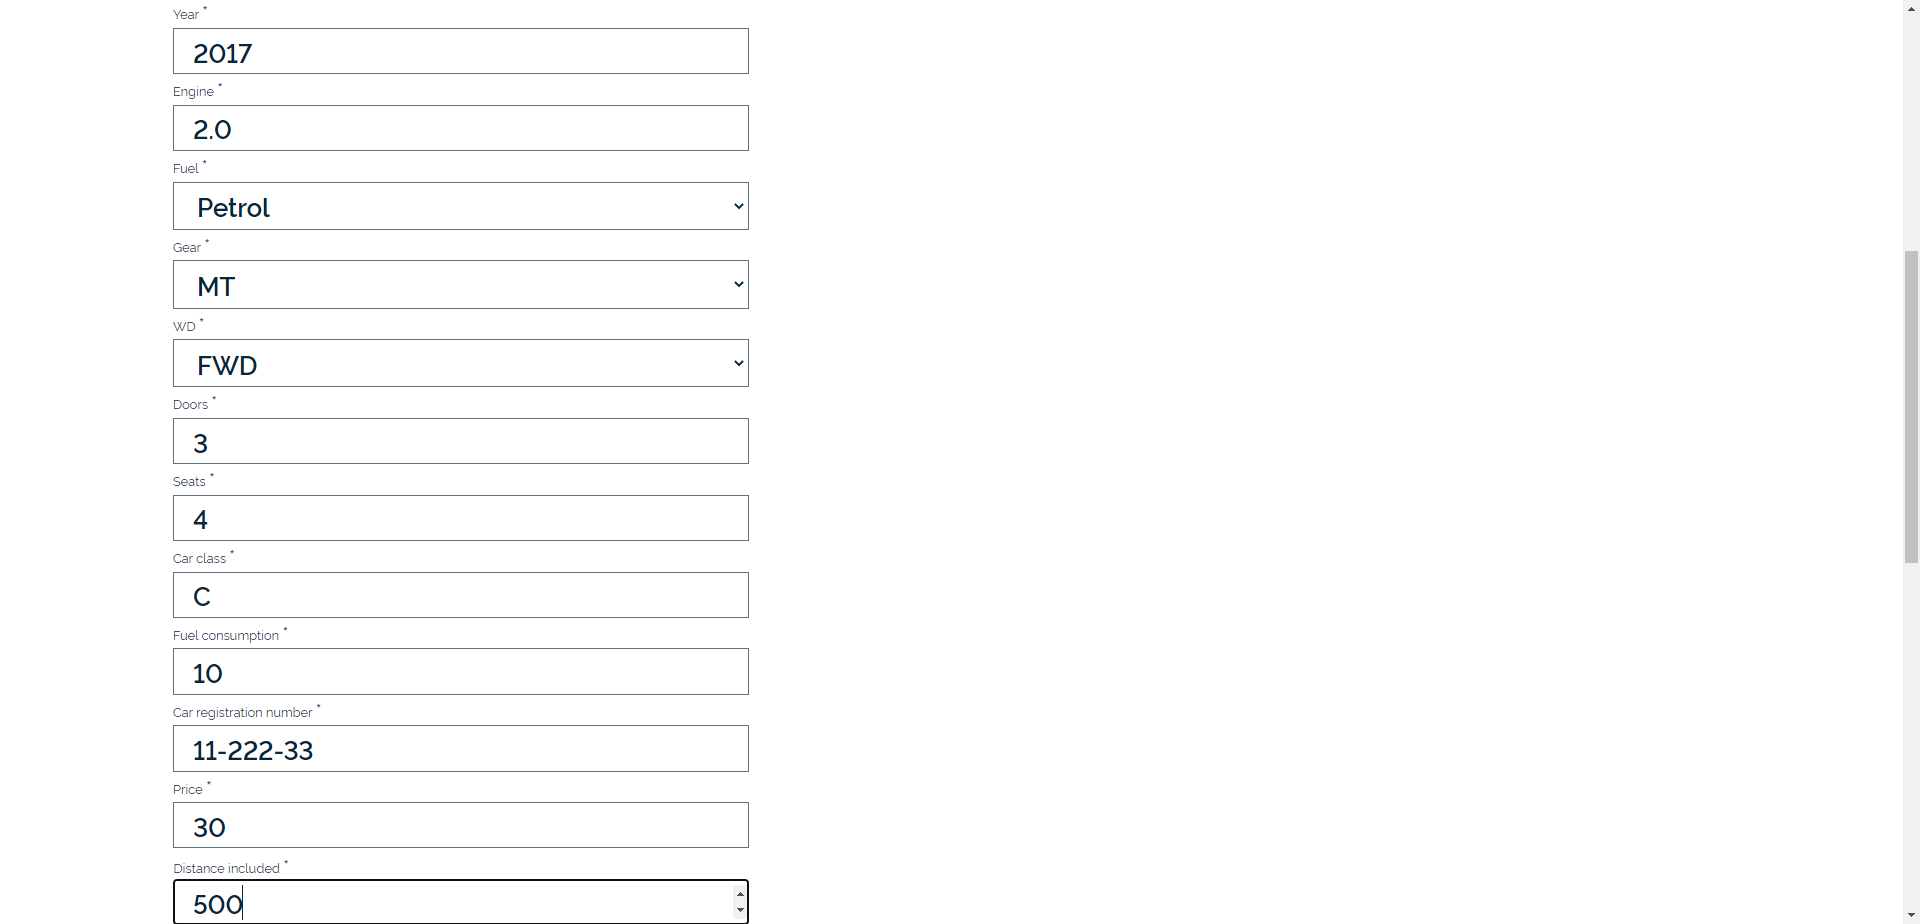 Year *
2017
Engine *
2.0
Fuel *
Petrol
Gear *
MT
WD *
FWD
Doors *
3
Seats *
4
Car class *
C
Fuel consumption *
10
Car registration number *
11-222-33
Price *
30
Distance included *
500